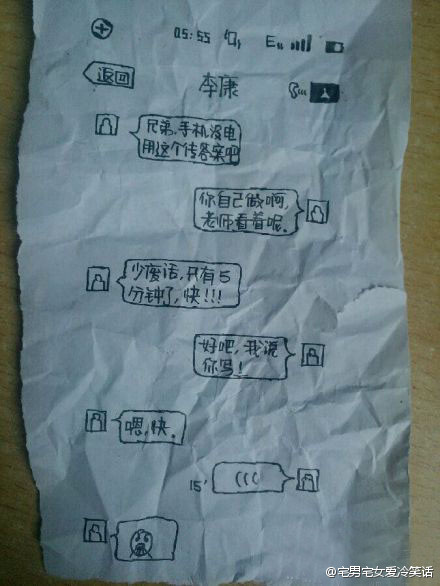 05:55 E
返回
李康
兄弟,手机没电
用这个传答案吧
你自己做啊,
老师看着呢.
少废话,只有5
分钟了,快!!!
好吧,我说
你写!
嗯,快.
15' (((
@宅男宅女爱冷笑话